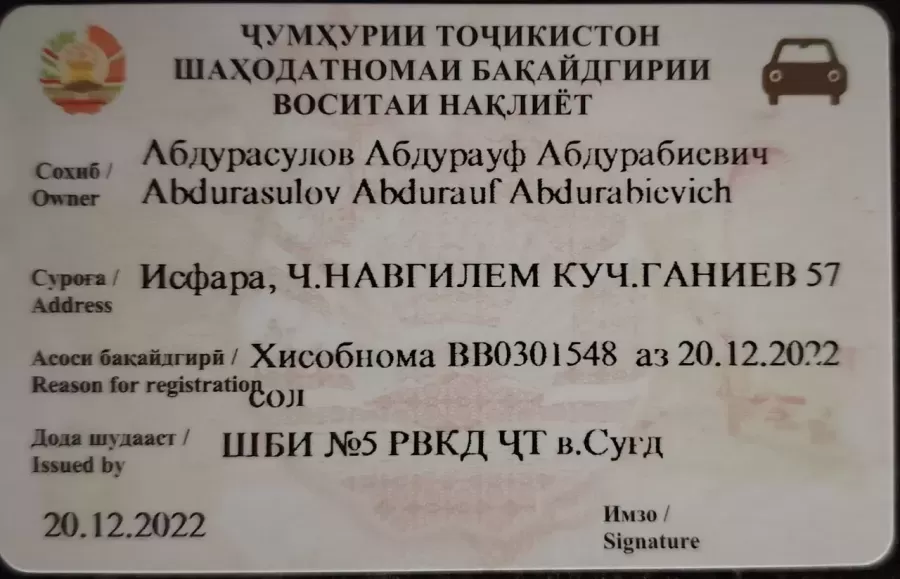 ҶУМҲУРИИ ТОҶИКИСТОН
ШАҲОДАТНОМАИ БАҚАЙДГИРИИ
ВОСИТАИ НАҚЛИЁТ
Сохиб / Абдурасулов Абдурауф Абдурабиевич
Owner Abdurasulov Abdurauf Abdurabievich
Суроға / Исфара, Ч.НАВГИЛЕМ КУЧ.ГАНИЕВ 57
Address
Асоси бақайдгирӣ / Хисобнома ВВ0301548 аз 20.12.2022
Reason for registration сол
Дода шудааст / ШБИ №5 РВКД ҶТ в.Суғд
Issued by
20.12.2022
Имзо /
Signature